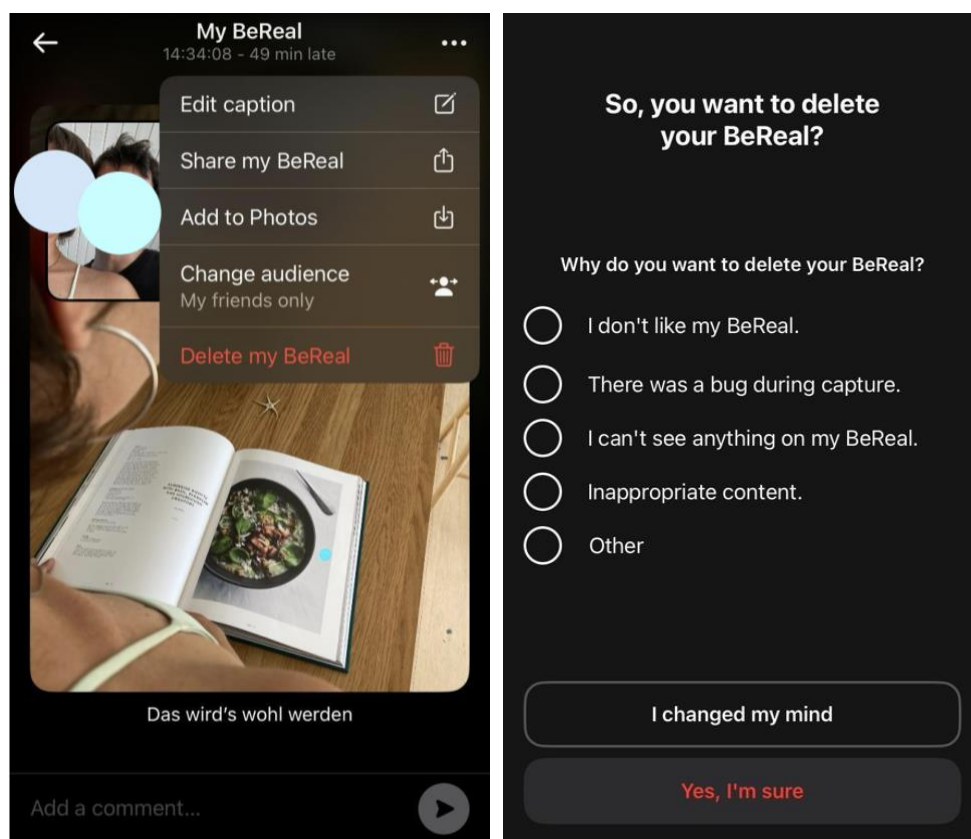 My BeReal
14:34:08 - 49 min late
Edit caption
Share my BeReal
Add to Photos
Change audience
My friends only
Delete my BeReal
Das wird's wohl werden
Add a comment...
So, you want to delete
your BeReal?
Why do you want to delete your BeReal?
I don't like my BeReal.
There was a bug during capture.
I can't see anything on my BeReal.
Inappropriate content.
Other
I changed my mind
Yes, I'm sure